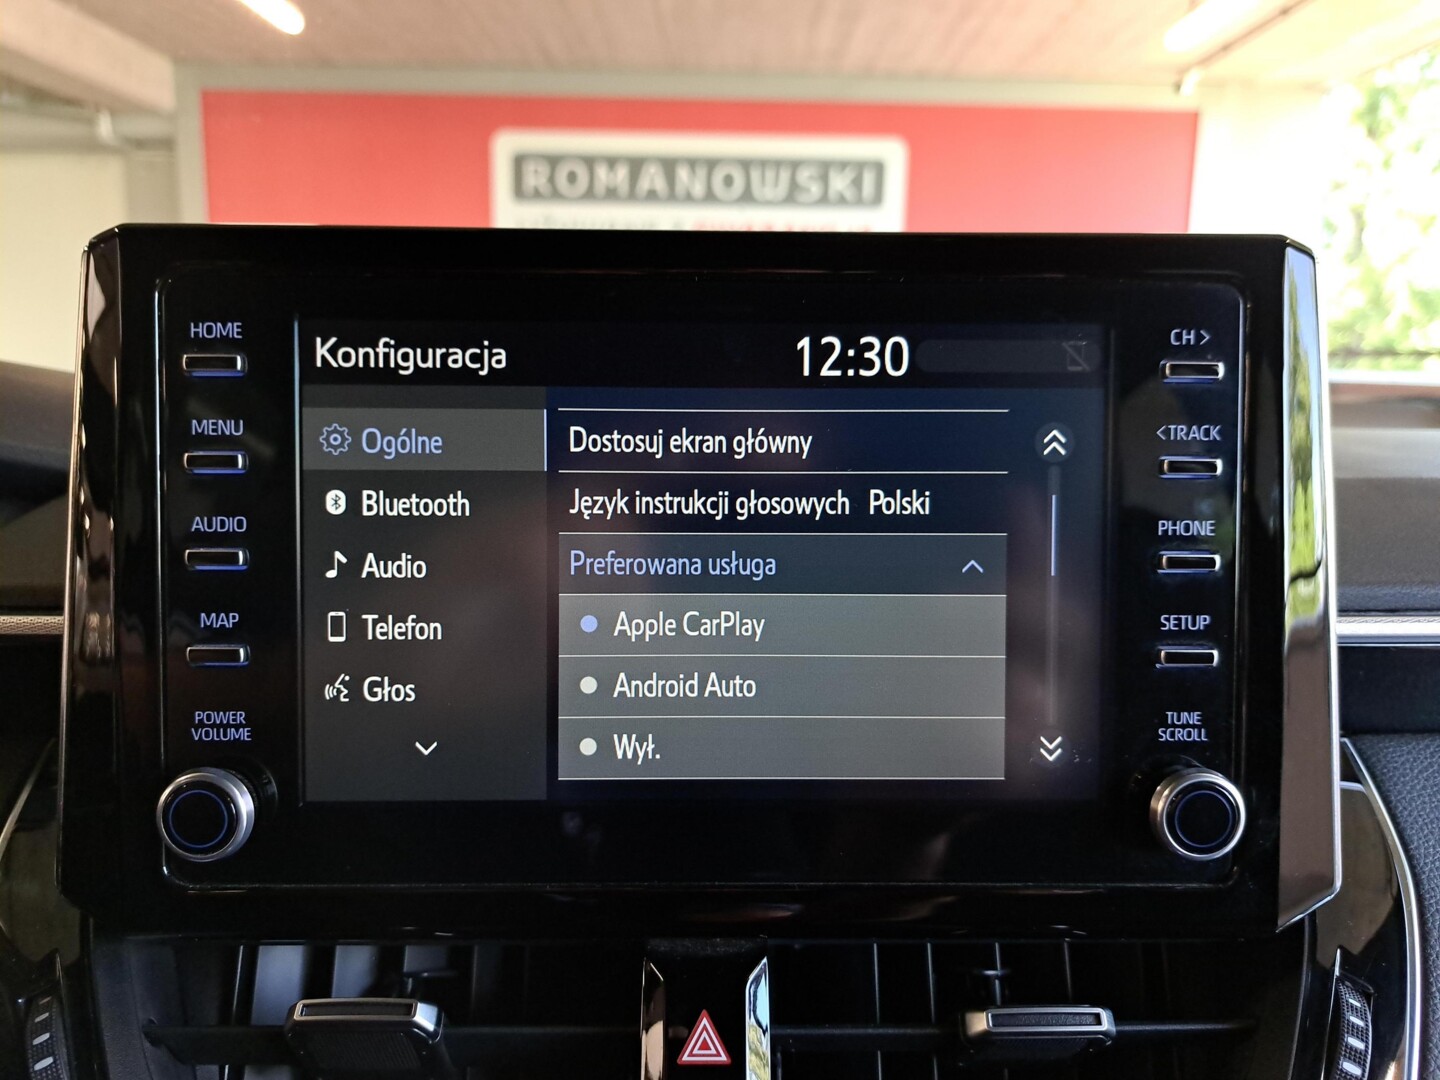 ROMANOWSKI
HOME
MENU
AUDIO
MAP
POWER
VOLUME
Konfiguracja
12:30
Ogólne
Bluetooth
Audio
Telefon
Głos
Dostosuj ekran główny
Język instrukcji głosowych Polski
Preferowana usługa
Apple CarPlay
Android Auto
Wył.
CH >
< TRACK
PHONE
SETUP
TUNE
SCROLL